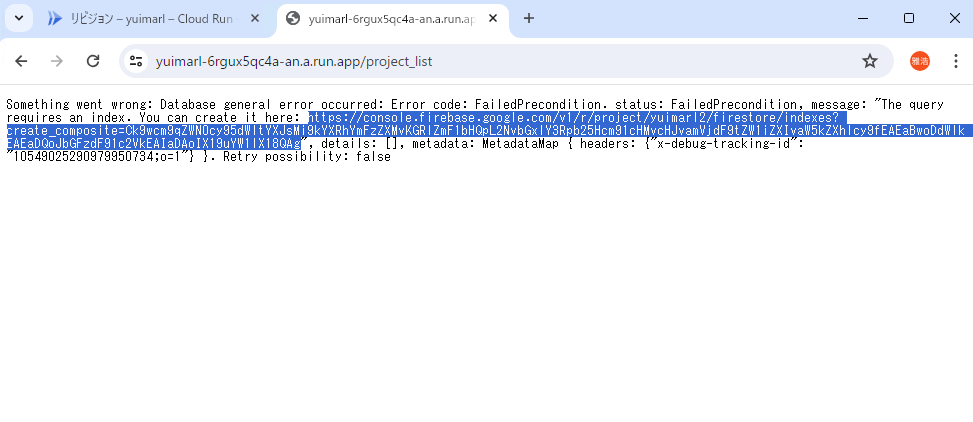 リビジョン – yuimarl – Cloud Run
yuimarl-6rgux5qc4a-an.a.run.ap
yuimarl-6rgux5qc4a-an.a.run.app/project_list
雅浩
Something went wrong: Database general error occurred: Error code: FailedPrecondition. status: FailedPrecondition, message: "The query
requires an index. You can create it here: https://console.firebase.google.com/v1/r/project/yuimarl2/firestore/indexes?
", details: [], metadata: MetadataMap { headers: {"x-debug-tracking-id":
"10549025290979950734;o=1"} }. Retry possibility: false